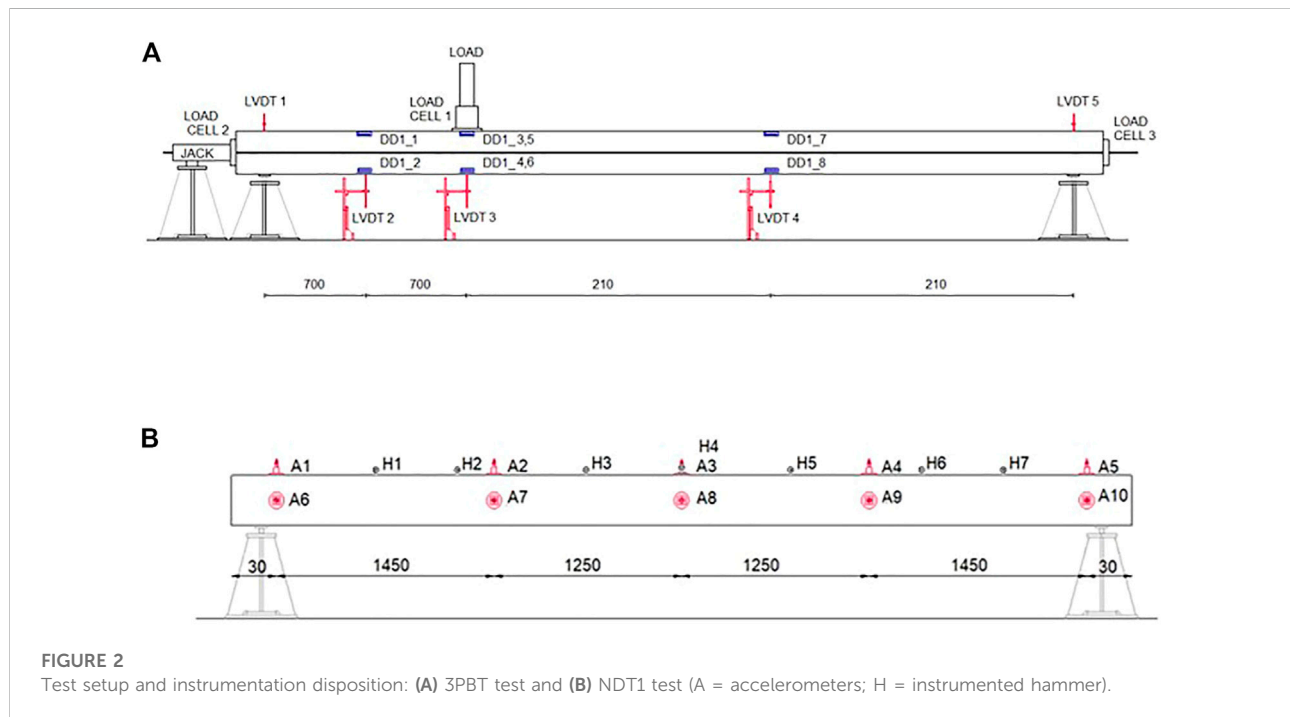 A
LOAD
LVDT 1
LOAD
CELL 2
LOAD
CELL 1
LVDT 5
LOAD
CELL 3
JACK
DD1_1
DD1_3,5
DD1_7
DD1_2
DD1_4,6
DD1_8
LVDT 2
LVDT 3
LVDT 4
700
700
210
210
B
H4
A1
H1
H2
A2
H3
A3
H5
A4
H6
H7
A5
A6
A7
A8
A9
A10
30
1450
1250
1250
1450
30
FIGURE 2
Test setup and instrumentation disposition: (A) 3PBT test and (B) NDT1 test (A = accelerometers; H = instrumented hammer).